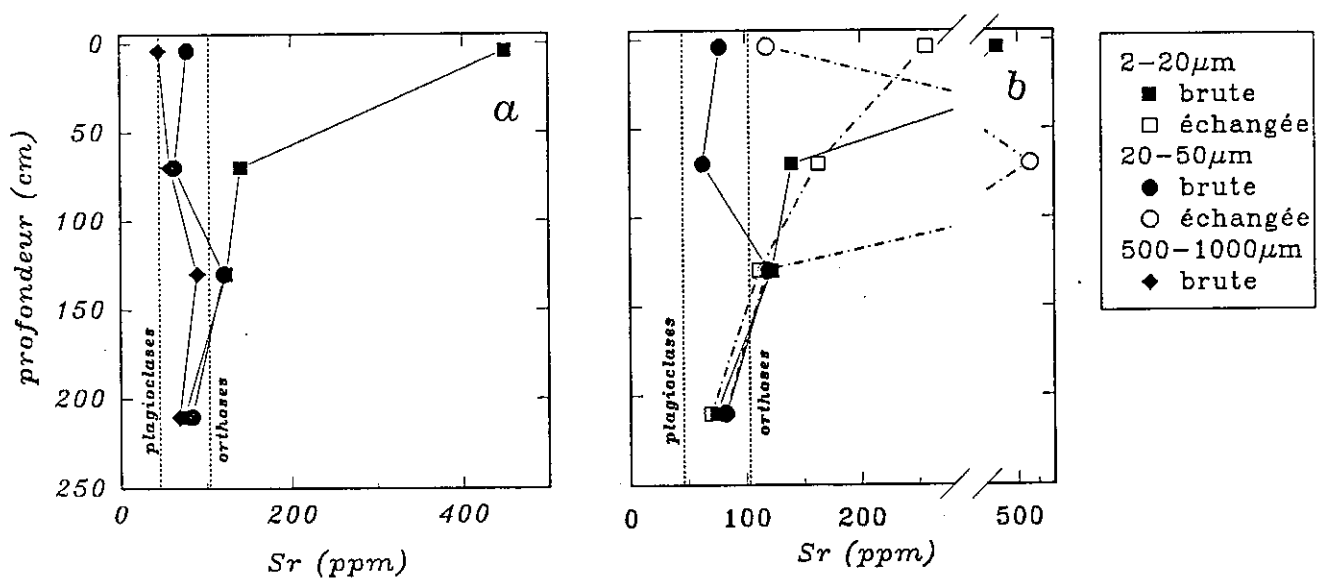 0
50
100
150
200
250
profondeur (cm)
a
plagioclases
orthoses
0
200
400
Sr (ppm)
b
plagioclases
orthoses
0
100
200
500
Sr (ppm)
2-20µm
brute
échangée
20-50µm
brute
échangée
500-1000µm
brute